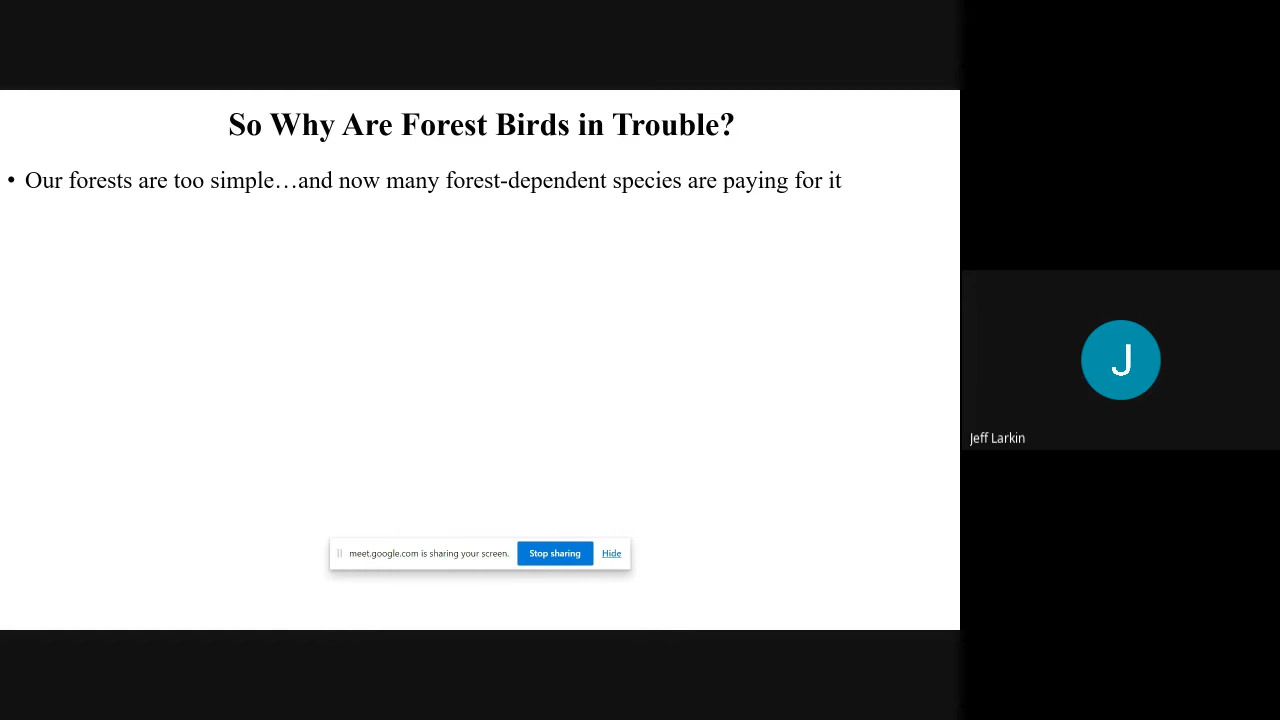 So Why Are Forest Birds in Trouble?
• Our forests are too simple…and now many forest-dependent species are paying for it
J
Jeff Larkin
meet.google.com is sharing your screen. Stop sharing Hide